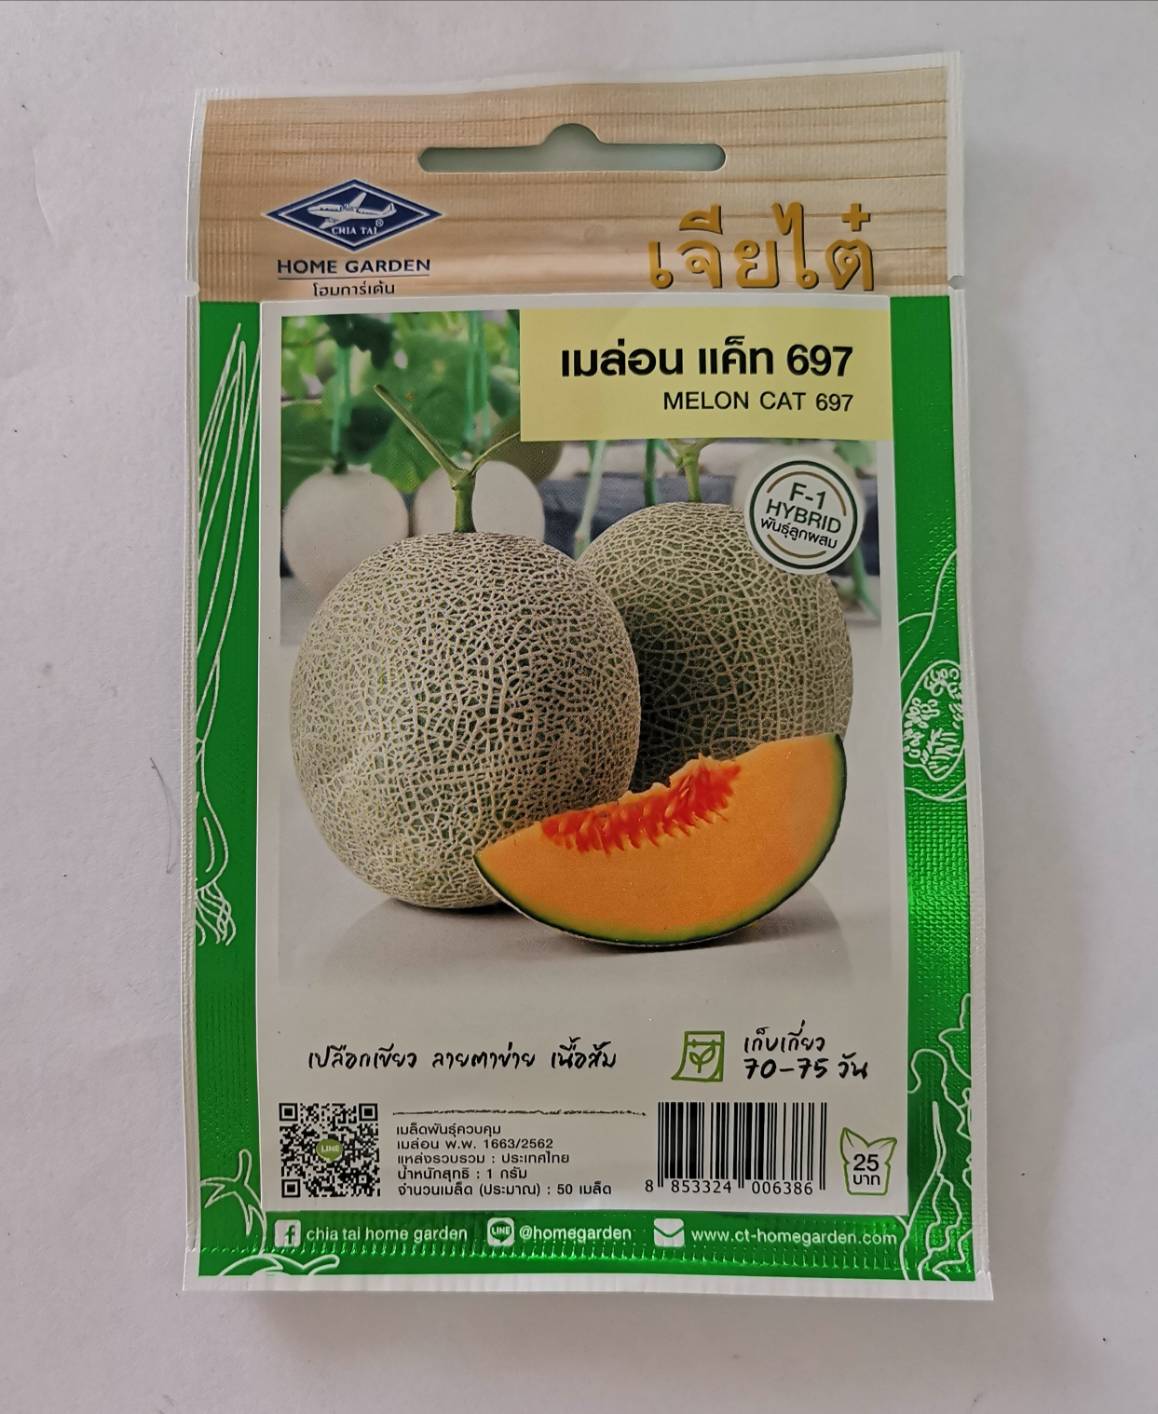 CHIA TAI
®
HOME GARDEN
โฮมการ์เด้น
เจียไต๋
เมล่อน แค็ท 697
MELON CAT 697
F-1
HYBRID
พันธุ์ลูกผสม
เปลือกเขียว ลายตาข่าย เนื้อส้ม
เก็บเกี่ยว
70-75 วัน
LINE
เมล็ดพันธุ์ควบคุม
เมล่อน พ.พ. 1663/2562
แหล่งรวบรวม : ประเทศไทย
น้ำหนักสุทธิ : 1 กรัม
จำนวนเมล็ด (ประมาณ) : 50 เมล็ด
8 853324 006386
25
บาท
f chia tai home garden LINE @homegarden www.ct-homegarden.com